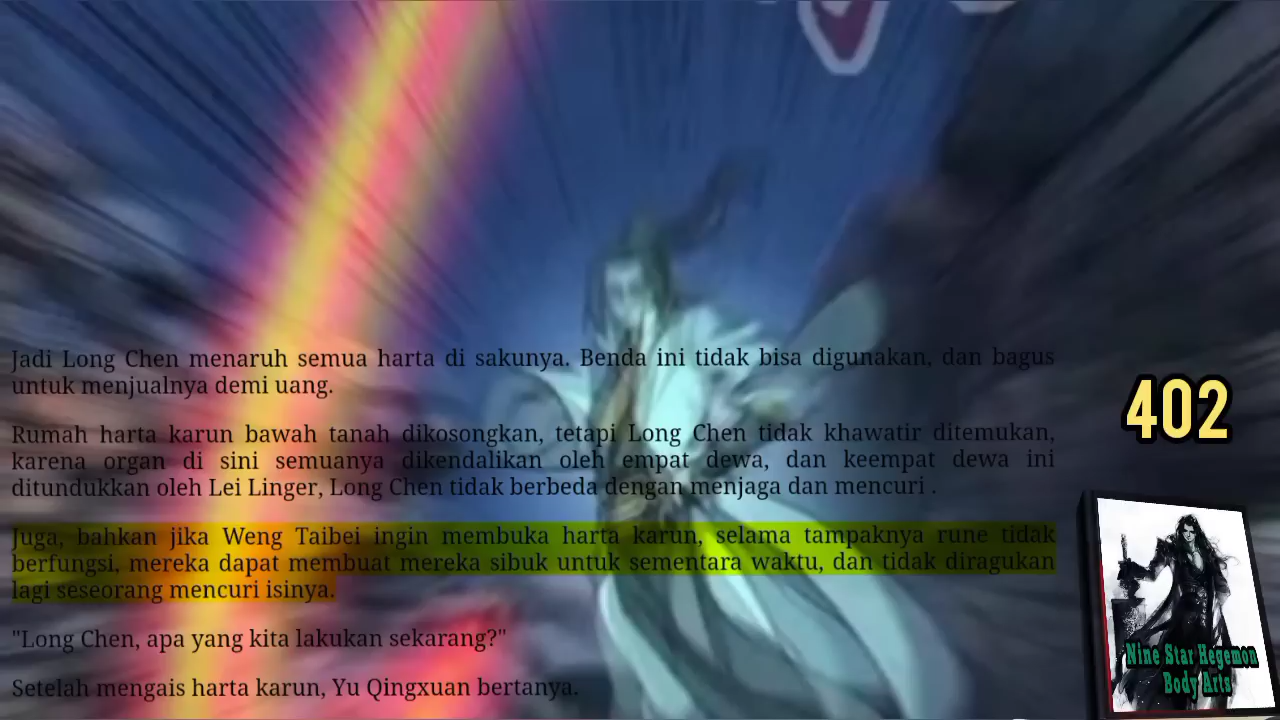 Jadi Long Chen menaruh semua harta di sakunya. Benda ini tidak bisa digunakan, dan bagus
untuk menjualnya demi uang.
Rumah harta karun bawah tanah dikosongkan, tetapi Long Chen tidak khawatir ditemukan,
karena organ di sini semuanya dikendalikan oleh empat dewa, dan keempat dewa ini
ditundukkan oleh Lei Linger, Long Chen tidak berbeda dengan menjaga dan mencuri .
Juga, bahkan jika Weng Taibei ingin membuka harta karun, selama tampaknya rune tidak
berfungsi, mereka dapat membuat mereka sibuk untuk sementara waktu, dan tidak diragukan
lagi seseorang mencuri isinya.
"Long Chen, apa yang kita lakukan sekarang?"
Setelah mengais harta karun, Yu Qingxuan bertanya.
402
Nine Star Hegemon
Body Arts